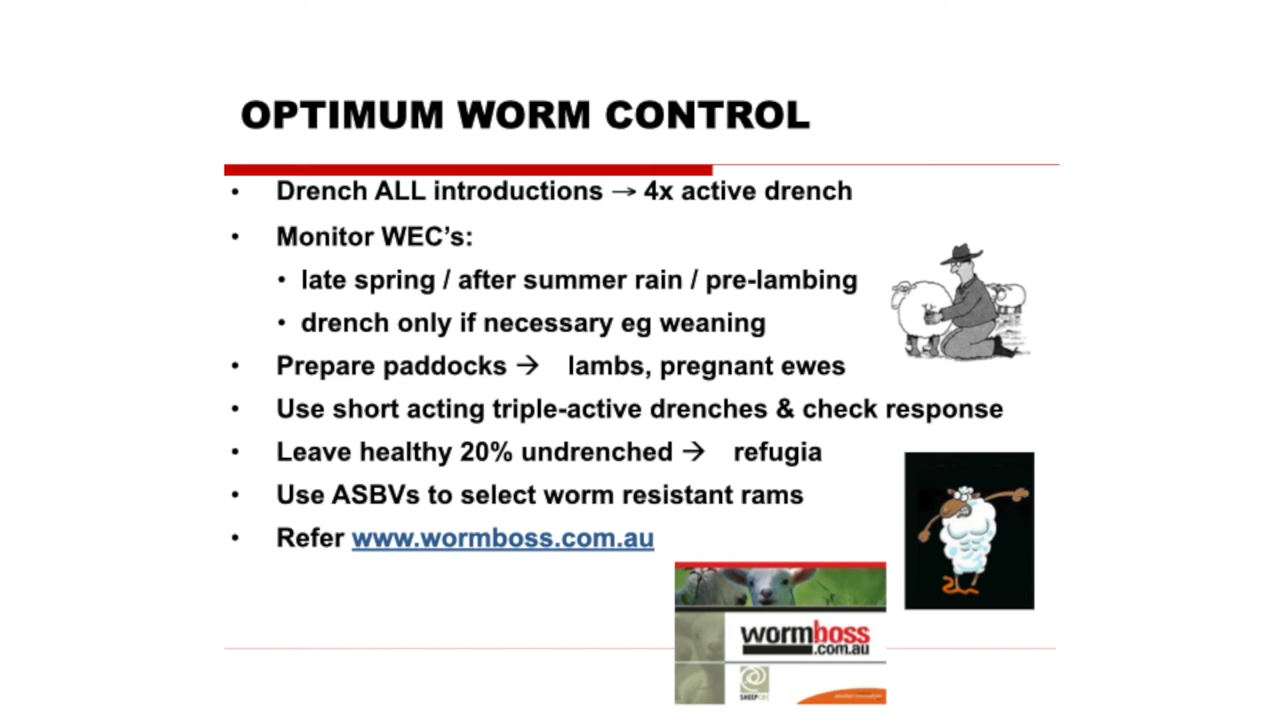 OPTIMUM WORM CONTROL
• Drench ALL introductions → 4x active drench
• Monitor WEC’s:
• late spring / after summer rain / pre-lambing
• drench only if necessary eg weaning
• Prepare paddocks → lambs, pregnant ewes
• Use short acting triple-active drenches & check response
• Leave healthy 20% undrenched → refugia
• Use ASBVs to select worm resistant rams
• Refer www.wormboss.com.au
wormboss
.com.au
SHEEPCRC